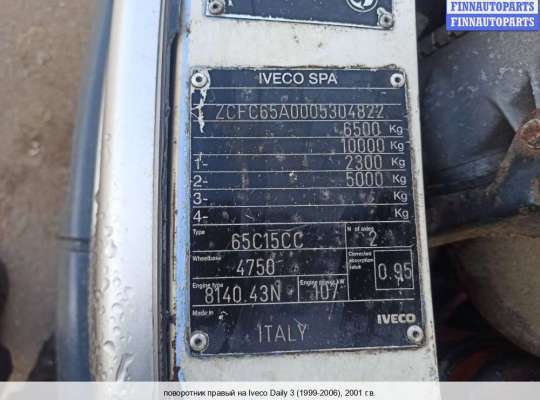 FINNAUTOPARTS
FINNAUTOPARTS
IVECO SPA
ZCFC65A0005304822
6500 Kg
10000 Kg
1- 2300 Kg
2- 5000 Kg
3- Kg
4- Kg
Type 65C15CC N of axles 2
Wheelbase 4750 Corrected absorption value 0.95
Engine type 8140.43N Engine power kW 107
Made in ITALY IVECO
поворотник правый на Iveco Daily 3 (1999-2006), 2001 г.в.